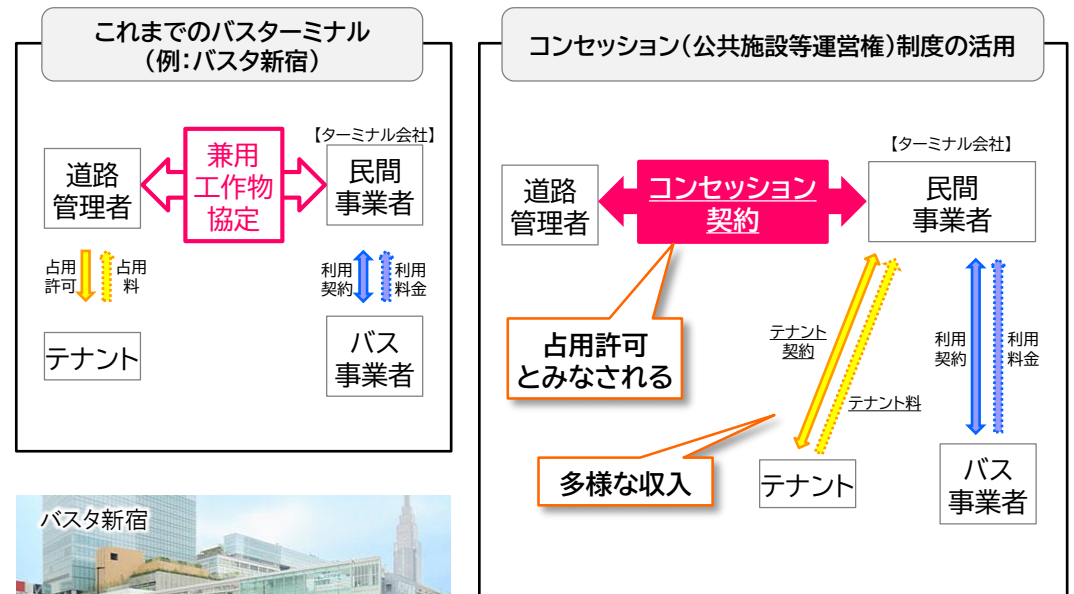 これまでのバスターミナル
(例:バスタ新宿)
【ターミナル会社】
道路
管理者
兼用
工作物
協定
民間
事業者
占用
許可
占用
料
利用
契約
利用
料金
テナント
バス
事業者
バスタ新宿
コンセッション(公共施設等運営権)制度の活用
【ターミナル会社】
道路
管理者
コンセッション
契約
民間
事業者
占用許可
とみなされる
テナント
契約
テナント料
利用
契約
利用
料金
多様な収入
テナント
バス
事業者